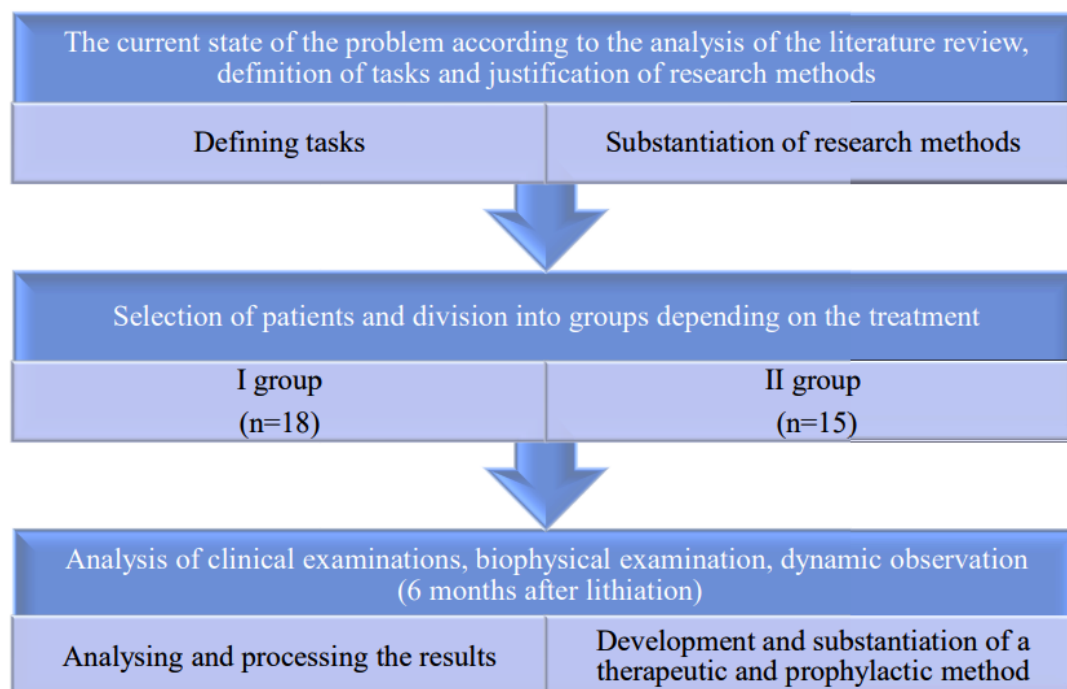 The current state of the problem according to the analysis of the literature review,
definition of tasks and justification of research methods
Defining tasks
Substantiation of research methods
Selection of patients and division into groups depending on the treatment
I group
(n=18)
II group
(n=15)
Analysis of clinical examinations, biophysical examination, dynamic observation
(6 months after lithiation)
Analysing and processing the results
Development and substantiation of a
therapeutic and prophylactic method